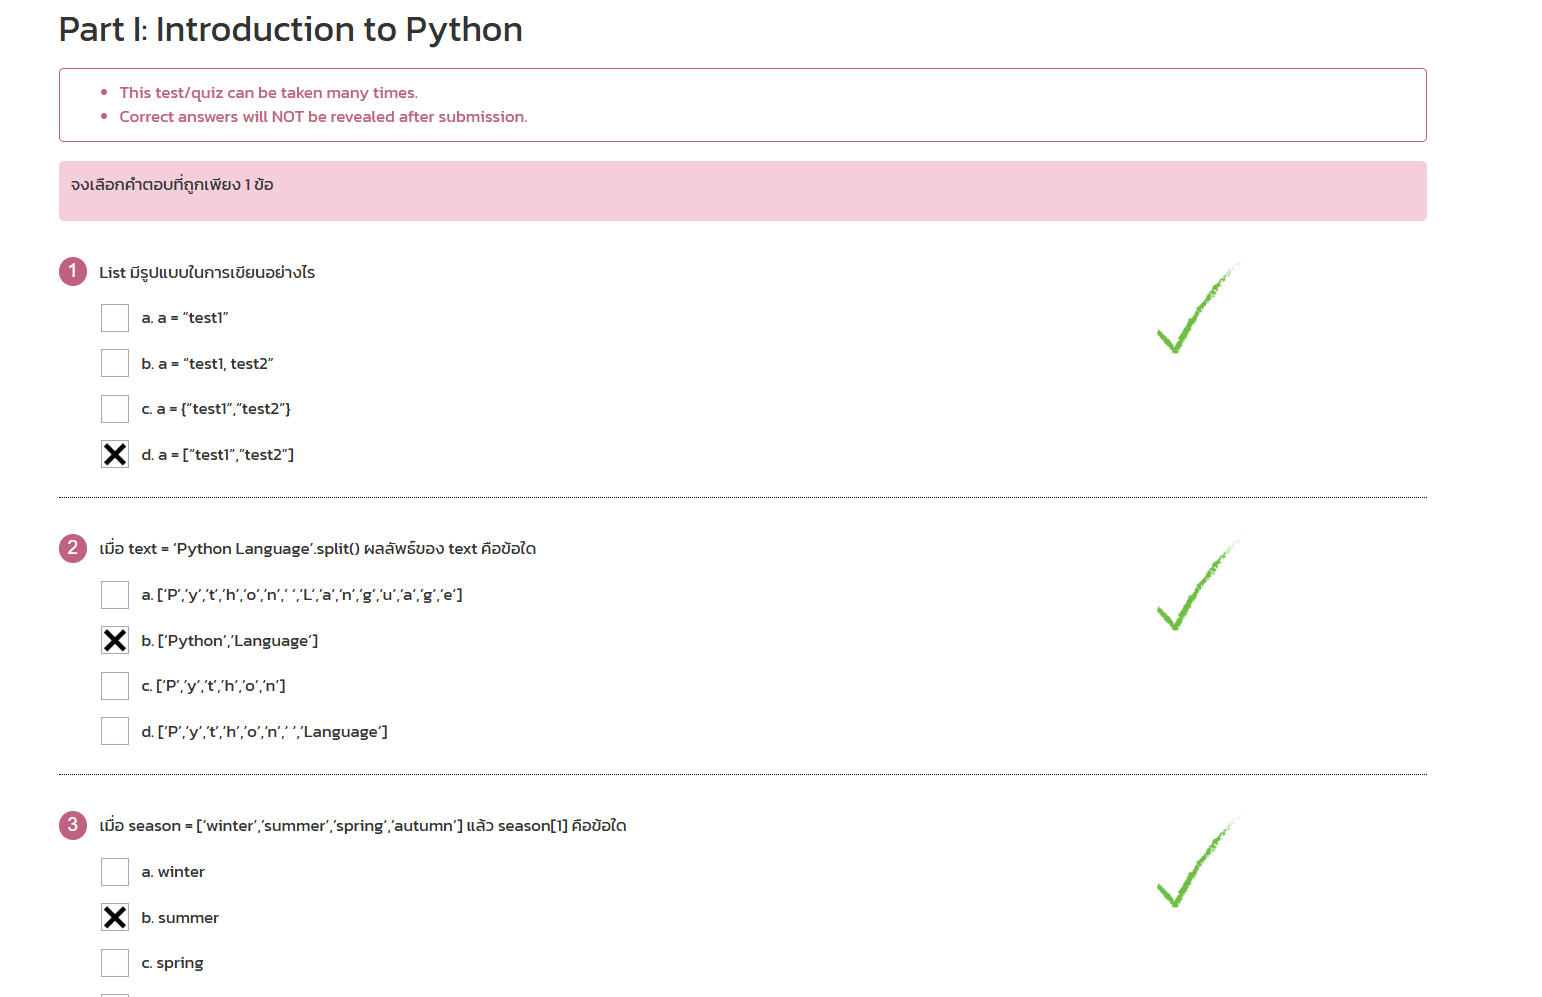 Part I: Introduction to Python
This test/quiz can be taken many times.
Correct answers will NOT be revealed after submission.
จงเลือกคำตอบที่ถูกเพียง 1 ข้อ
1 List มีรูปแบบในการเขียนอย่างไร
a. a = “test1”
b. a = “test1, test2”
c. a = {“test1”,“test2”}
d. a = [“test1”,“test2”]
2 เมื่อ text = ‘Python Language’.split() ผลลัพธ์ของ text คือข้อใด
a. [‘P’,’y’,’t’,’h’,’o’,’n’,’ ‘,’L’,’a’,’n’,’g’,’u’,’a’,’g’,’e’]
b. [‘Python’,’Language’]
c. [‘P’,’y’,’t’,’h’,’o’,’n’]
d. [‘P’,’y’,’t’,’h’,’o’,’n’,’ ‘,’Language’]
3 เมื่อ season = [‘winter’,’summer’,’spring’,’autumn’] แล้ว season[1] คือข้อใด
a. winter
b. summer
c. spring